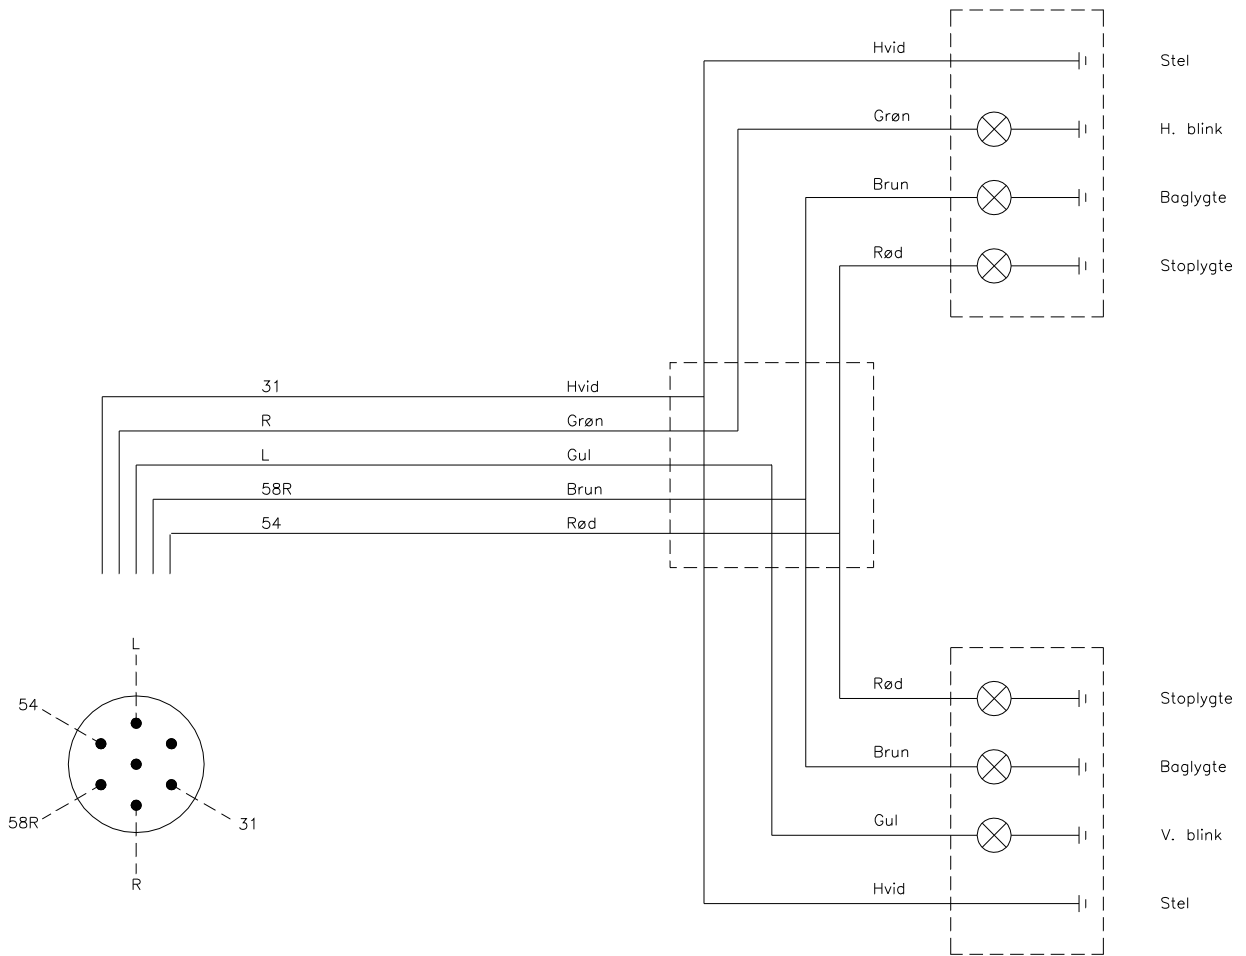 Hvid Stel
Grøn H. blink
Brun Baglygte
Rød Stoplygte
31 Hvid
R Grøn
L Gul
58R Brun
54 Rød
L
54
58R
31
R
Rød Stoplygte
Brun Baglygte
Gul V. blink
Hvid Stel